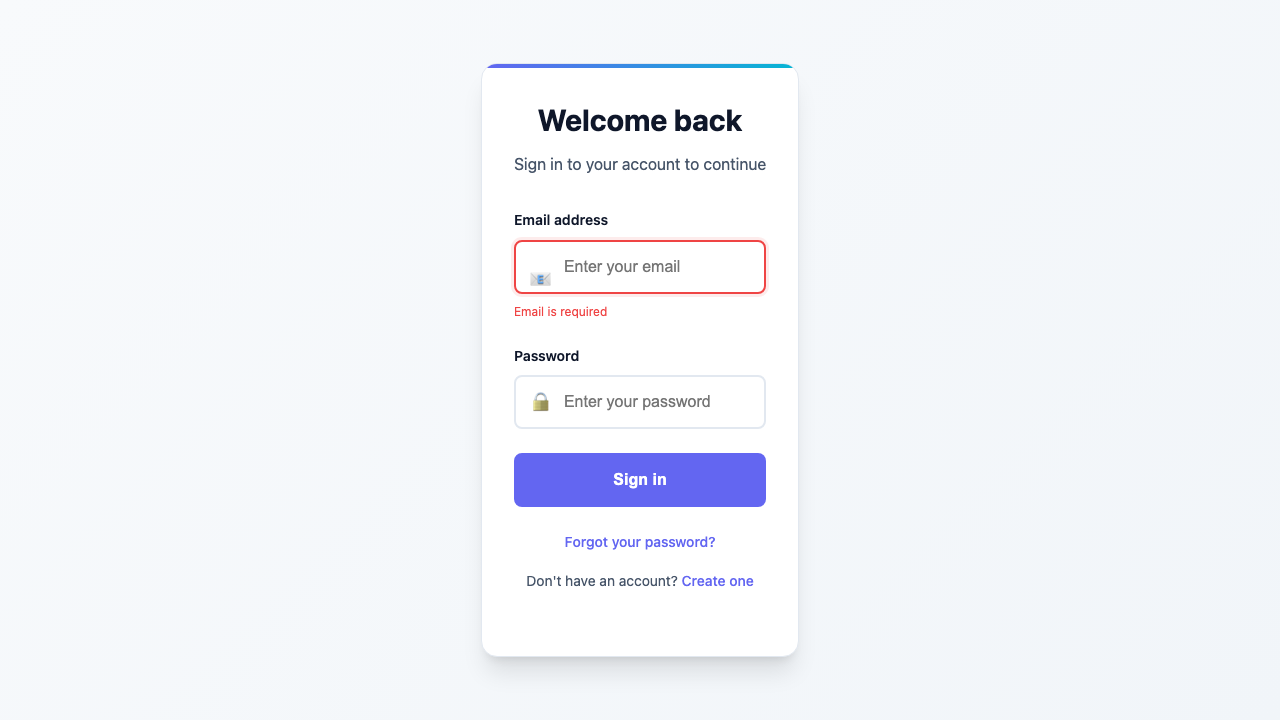 Welcome back
Sign in to your account to continue
Email address
Enter your email
Email is required
Password
Enter your password
Sign in
Forgot your password?
Don't have an account? Create one